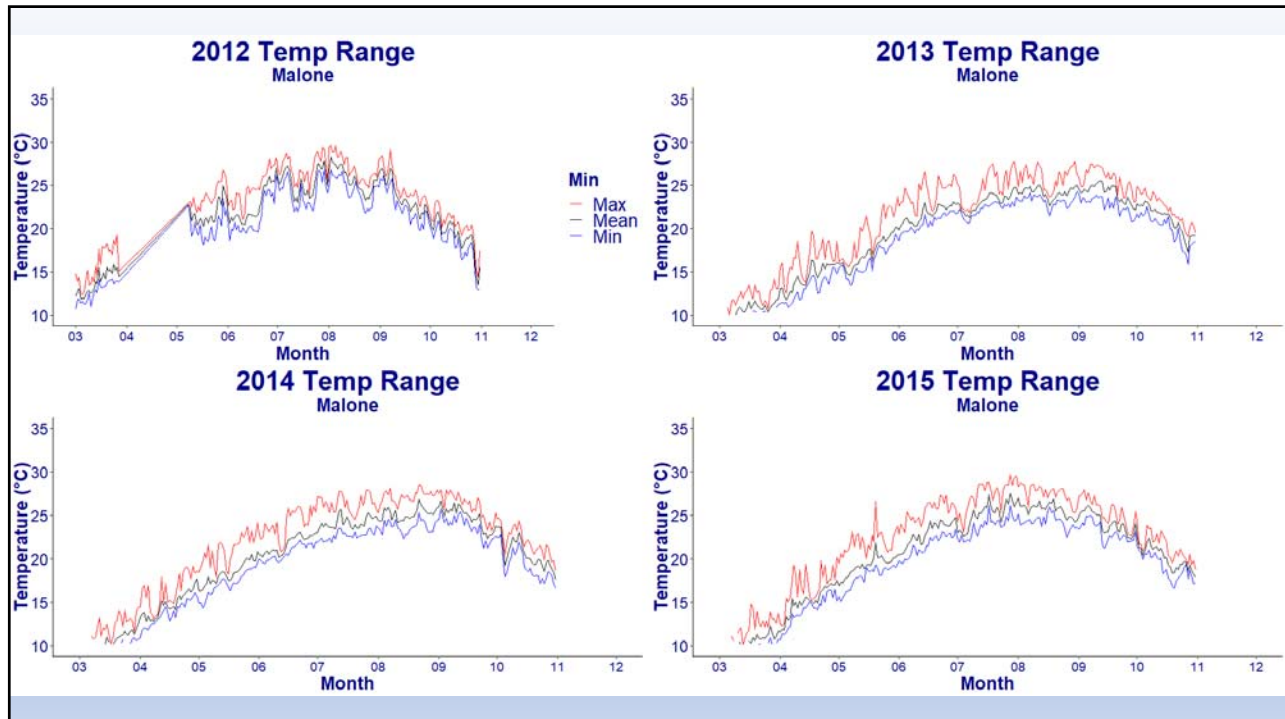 2012 Temp Range
Malone
35
30
25
20
15
10
Temperature (°C)
03 04 05 06 07 08 09 10 11 12
Month
Min
Max
Mean
Min
2013 Temp Range
Malone
35
30
25
20
15
10
Temperature (°C)
03 04 05 06 07 08 09 10 11 12
Month
2014 Temp Range
Malone
35
30
25
20
15
10
Temperature (°C)
03 04 05 06 07 08 09 10 11 12
Month
2015 Temp Range
Malone
35
30
25
20
15
10
Temperature (°C)
03 04 05 06 07 08 09 10 11 12
Month